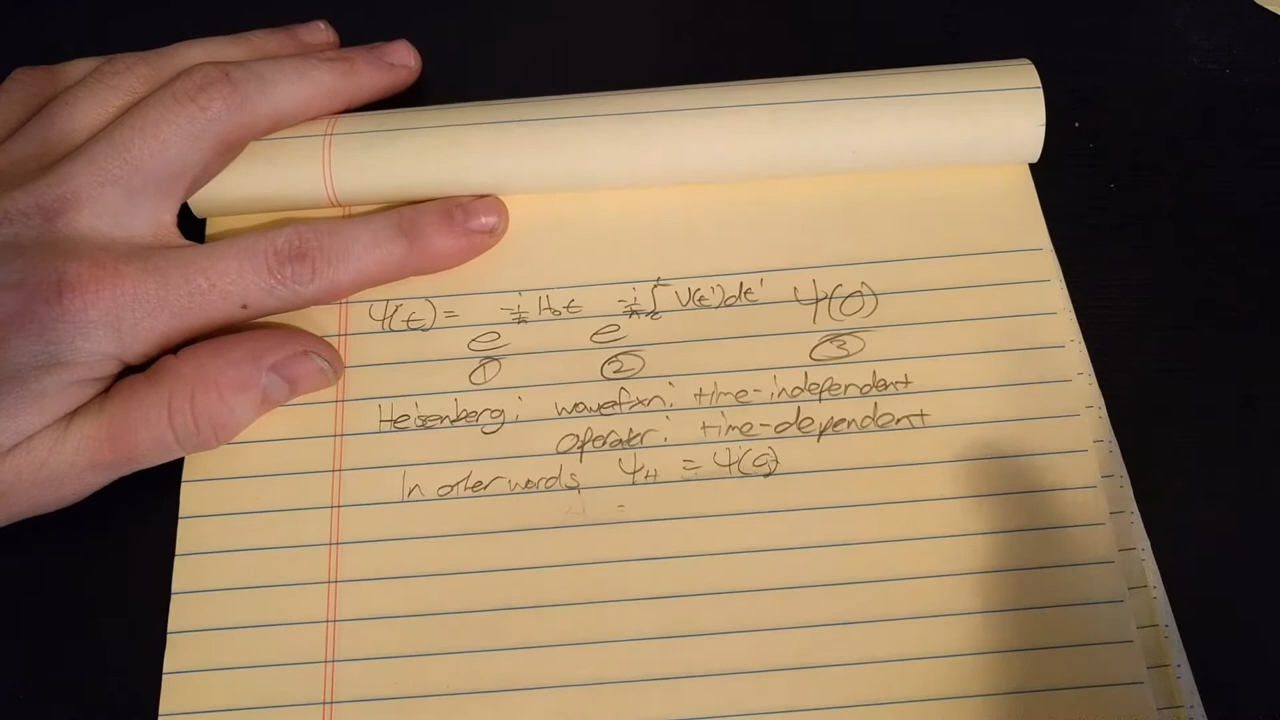 ψ(t) = e^{-i/ħ H₀t} e^{-i/ħ ∫ᵗ V(t')dt'} ψ(0)
① ② ③
Heisenberg: wavefxn: time-independent
operator: time-dependent
In other words, ψ_H = ψ(0)